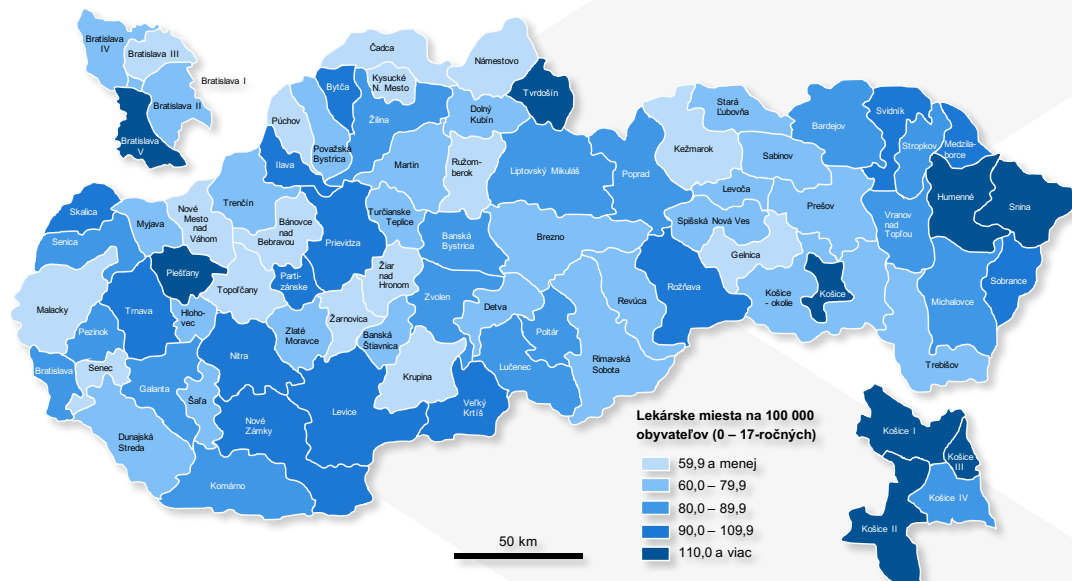 Bratislava
IV
Bratislava III
Bratislava I
Bratislava II
Bratislava
V
Čadca
Námestovo
Kysucké
N. Mesto
Bytča
Tvrdošín
Púchov
Žilina
Dolný
Kubín
Považská
Bystrica
Ilava
Martin
Ružom-
berok
Liptovský Mikuláš
Poprad
Kežmarok
Stará
Ľubovňa
Bardejov
Svidník
Stropkov
Medzila-
borce
Sabinov
Levoča
Prešov
Humenné
Snina
Vranov
nad
Topľou
Spišská Nová Ves
Gelnica
Košice
- okolie
Košice
Michalovce
Sobrance
Trebišov
Rožňava
Skalica
Senica
Myjava
Nové
Mesto
nad
Váhom
Trenčín
Bánovce
nad
Bebravou
Prievidza
Turčianske
Teplice
Banská
Bystrica
Brezno
Piešťany
Topoľčany
Parti-
zánske
Žiar
nad
Hronom
Malacky
Trnava
Hloho-
vec
Zlaté
Moravce
Žarnovica
Banská
Štiavnica
Zvolen
Detva
Poltár
Revúca
Rimavská
Sobota
Pezinok
Bratislava
Senec
Galanta
Nitra
Šaľa
Levice
Krupina
Lučenec
Veľký
Krtíš
Dunajská
Streda
Nové
Zámky
Komárno
Lekárske miesta na 100 000
obyvateľov (0 – 17-ročných)
59,9 a menej
60,0 – 79,9
80,0 – 89,9
90,0 – 109,9
110,0 a viac
50 km
Košice I
Košice
III
Košice IV
Košice II